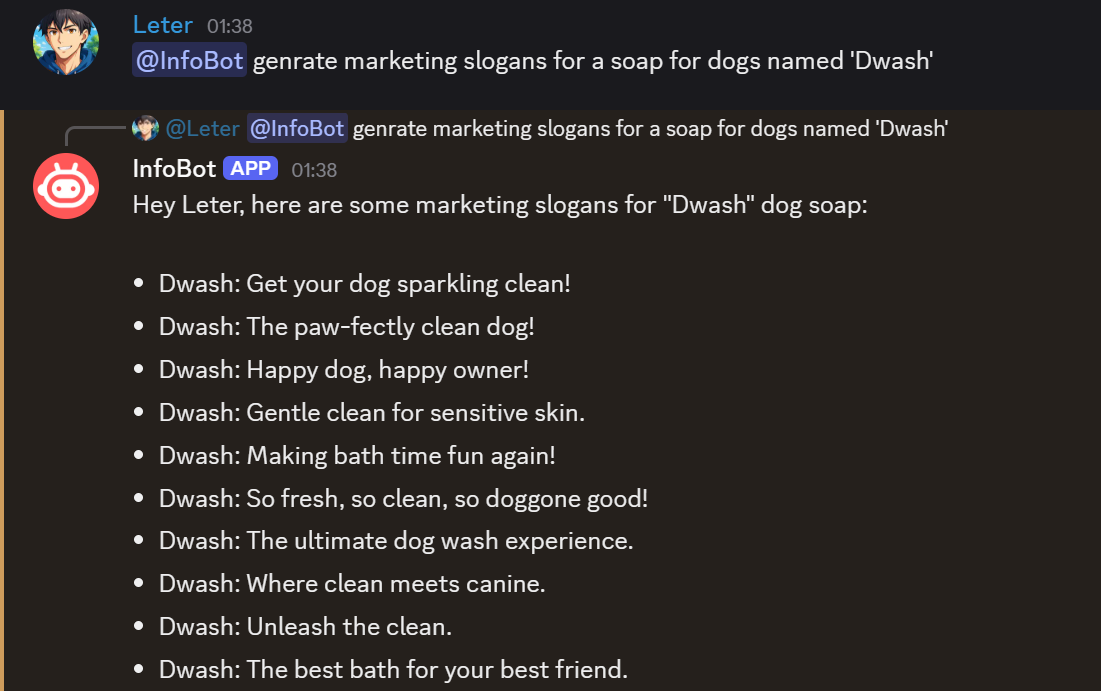 Leter 01:38
@InfoBot genrate marketing slogans for a soap for dogs named 'Dwash'
@Leter @InfoBot genrate marketing slogans for a soap for dogs named 'Dwash'
InfoBot APP 01:38
Hey Leter, here are some marketing slogans for "Dwash" dog soap:
• Dwash: Get your dog sparkling clean!
• Dwash: The paw-fectly clean dog!
• Dwash: Happy dog, happy owner!
• Dwash: Gentle clean for sensitive skin.
• Dwash: Making bath time fun again!
• Dwash: So fresh, so clean, so doggone good!
• Dwash: The ultimate dog wash experience.
• Dwash: Where clean meets canine.
• Dwash: Unleash the clean.
• Dwash: The best bath for your best friend.